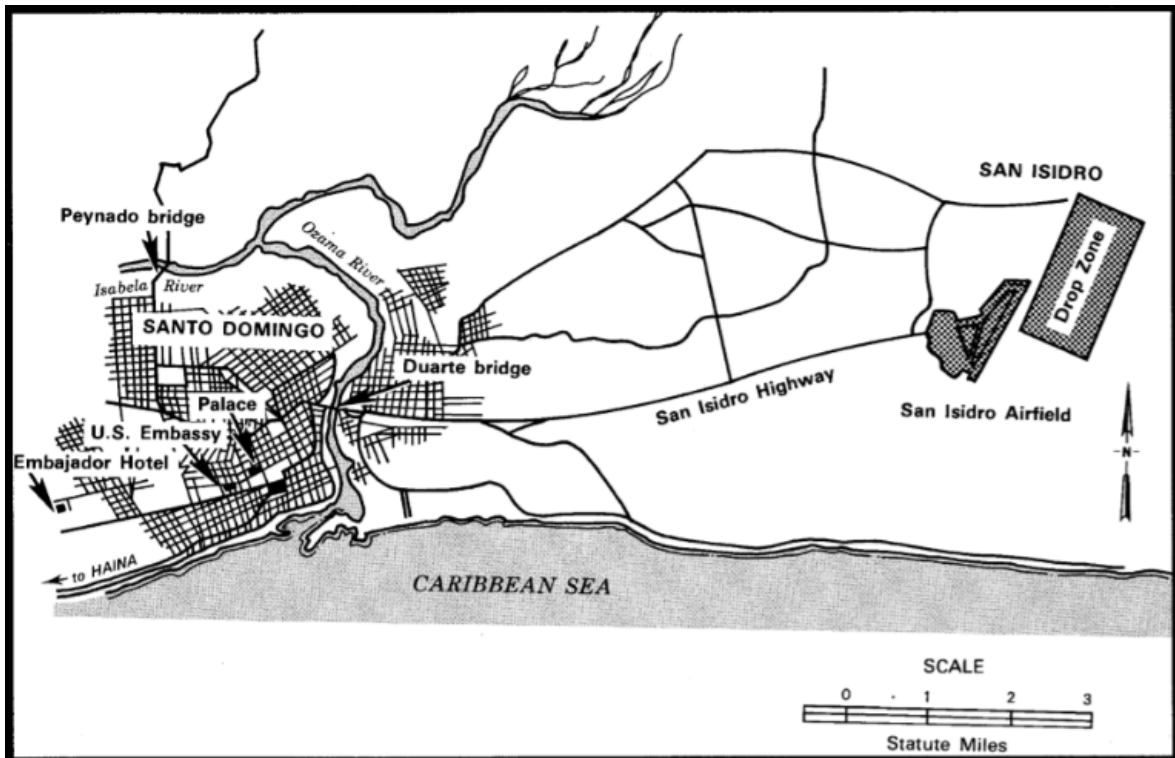 SAN ISIDRO
Peynado bridge
Ozama River
Isabela River
Drop Zone
SANTO DOMINGO
Duarte bridge
Palace
San Isidro Highway
San Isidro Airfield
U.S. Embassy
Embajador Hotel
N
to HAINA
CARIBBEAN SEA
SCALE
0 1 2 3
Statute Miles